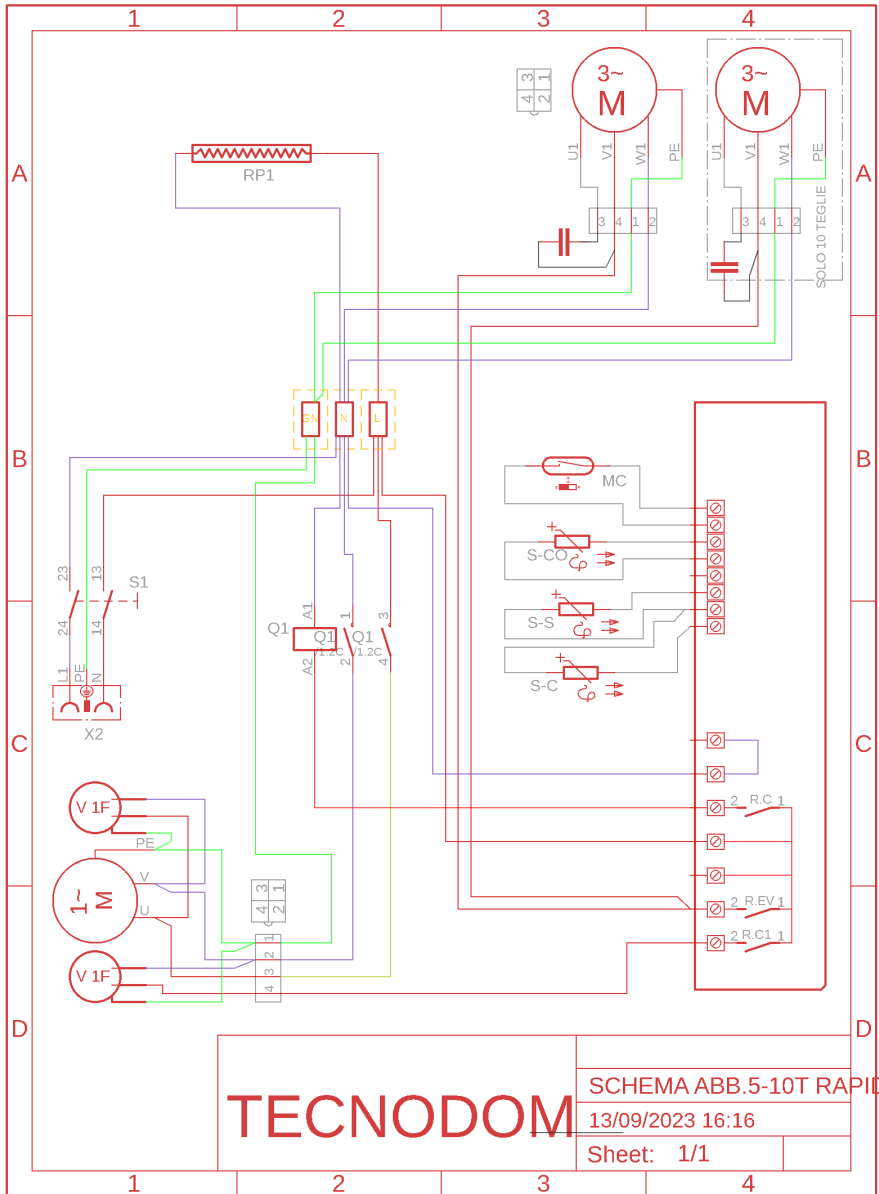 1 2 3 4
A A
B B
C C
D D
1 2 3 4
3 1
4 2
3~
M
3~
M
U1 V1 W1 PE
U1 V1 W1 PE
3 4 1 2
3 4 1 2
SOLO 10 TEGLIE
RP1
GN N L
MC
S-CO
S-S
S-C
23 13
S1
24 14
L1 PE N
X2
Q1
A1
A2
Q1
1
2
/1.2C
Q1
3
4
/1.2C
V 1F
PE
1~
M
V
U
V 1F
3 1
4 2
1
2
3
4
2 R.C 1
2 R.EV 1
2 R.C1 1
TECNODOM
SCHEMA ABB.5-10T RAPID
13/09/2023 16:16
Sheet: 1/1